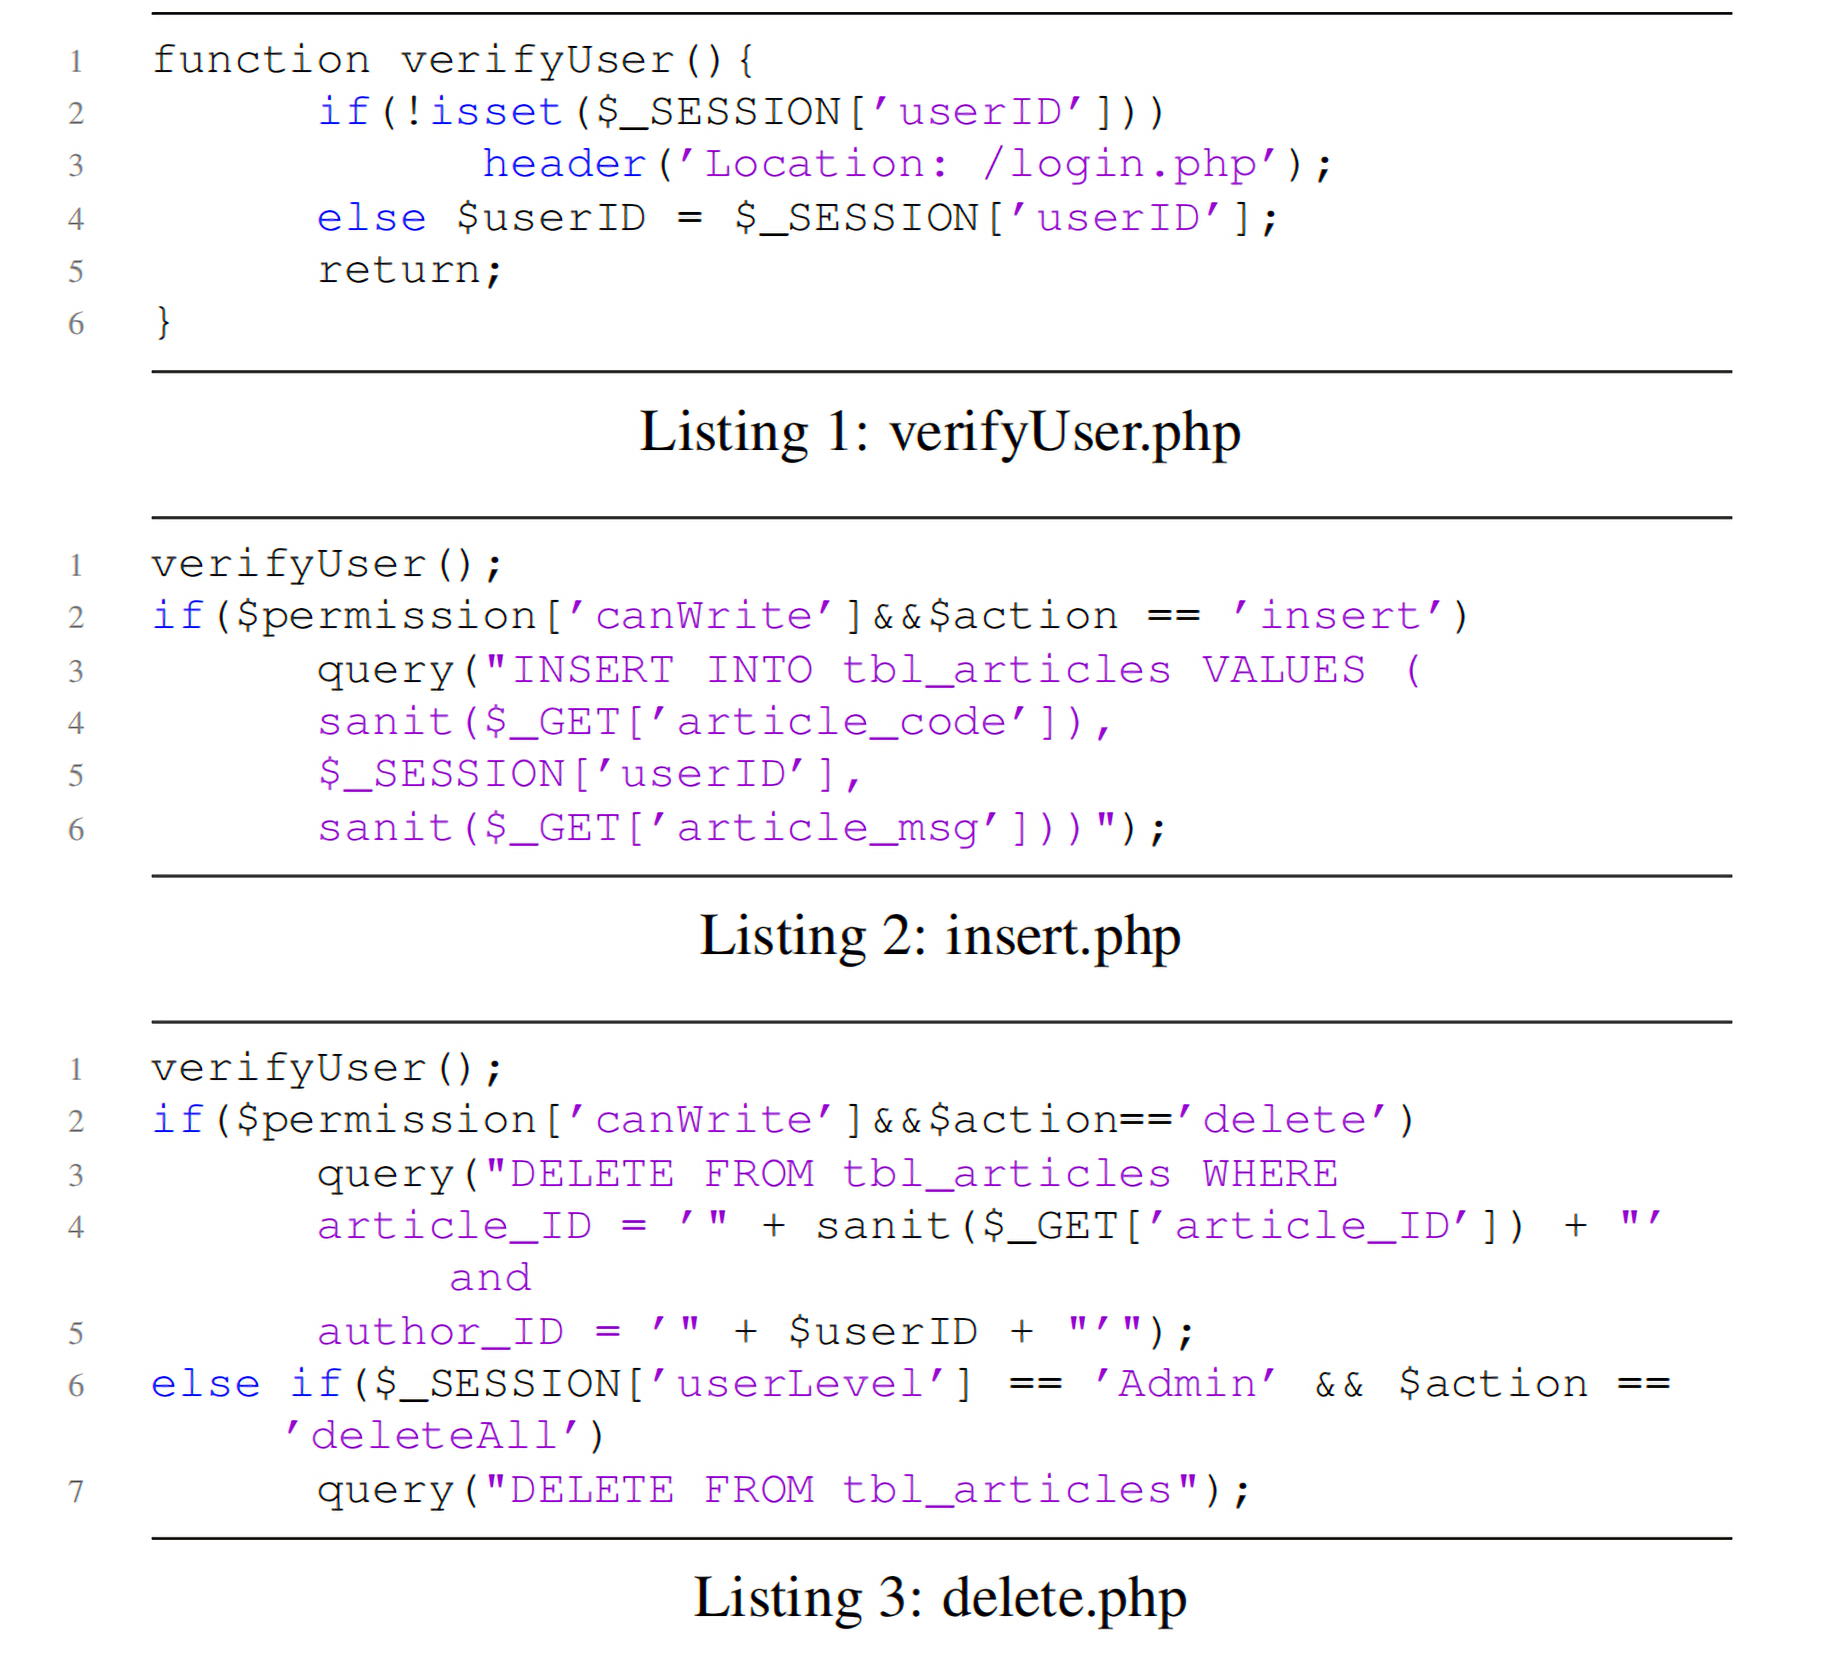 1 function verifyUser(){
2 if(!isset($_SESSION['userID']))
3 header('Location: /login.php');
4 else $userID = $_SESSION['userID'];
5 return;
6 }
Listing 1: verifyUser.php
1 verifyUser();
2 if($permission['canWrite']&&$action == 'insert')
3 query("INSERT INTO tbl_articles VALUES (
4 sanit($_GET['article_code']),
5 $_SESSION['userID'],
6 sanit($_GET['article_msg']))");
Listing 2: insert.php
1 verifyUser();
2 if($permission['canWrite']&&$action=='delete')
3 query("DELETE FROM tbl_articles WHERE
4 article_ID = '" + sanit($_GET['article_ID']) + "'
and
5 author_ID = '" + $userID + "'");
6 else if($_SESSION['userLevel'] == 'Admin' && $action ==
'deleteAll')
7 query("DELETE FROM tbl_articles");
Listing 3: delete.php